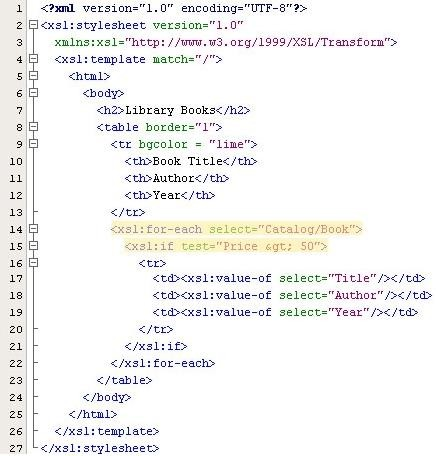 1 <?xml version="1.0" encoding="UTF-8"?>
2 <xsl:stylesheet version="1.0"
3 xmlns:xsl="http://www.w3.org/1999/XSL/Transform">
4 <xsl:template match="/">
5 <html>
6 <body>
7 <h2>Library Books</h2>
8 <table border="1">
9 <tr bgcolor = "lime">
10 <th>Book Title</th>
11 <th>Author</th>
12 <th>Year</th>
13 </tr>
14 <xsl:for-each select="Catalog/Book">
15 <xsl:if test="Price &gt; 50">
16 <tr>
17 <td><xsl:value-of select="Title"/></td>
18 <td><xsl:value-of select="Author"/></td>
19 <td><xsl:value-of select="Year"/></td>
20 </tr>
21 </xsl:if>
22 </xsl:for-each>
23 </table>
24 </body>
25 </html>
26 </xsl:template>
27 </xsl:stylesheet>